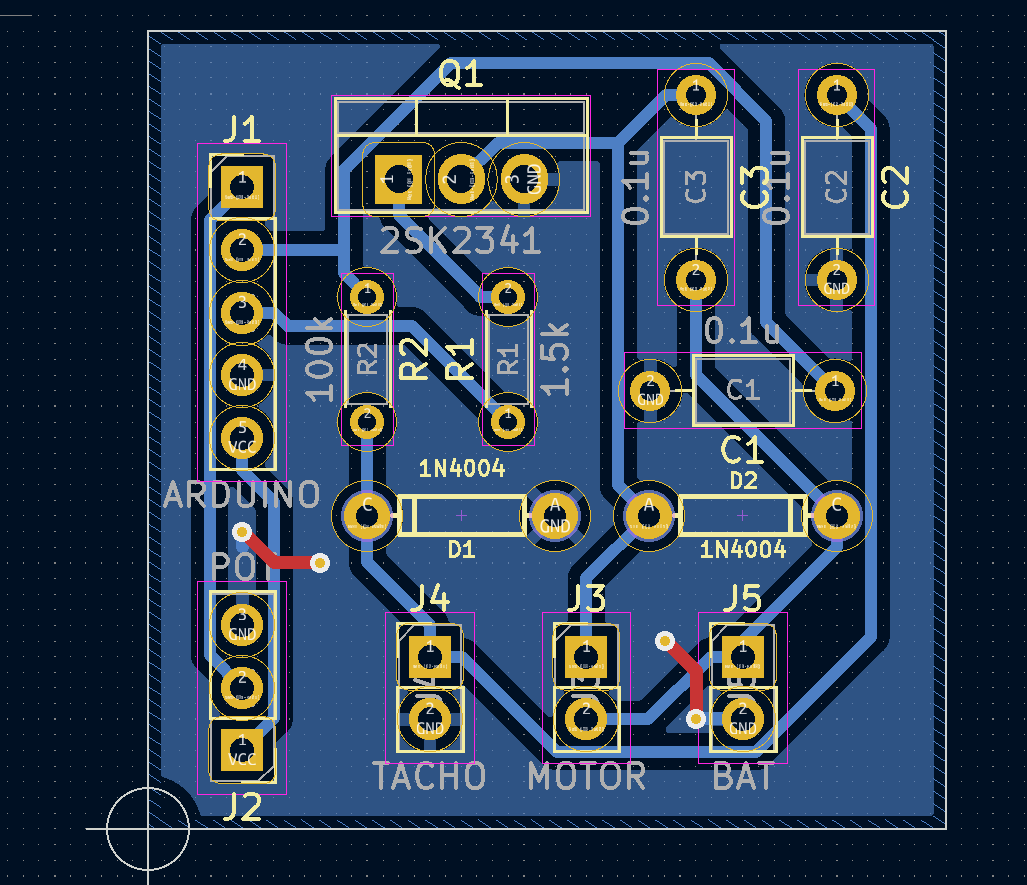 Q1
J1
1
1
1
1
2
3
GND
0.1u
C3
C3
0.1u
C2
C2
2
2SK2341
2
2
GND
3
1
2
0.1u
100k
R2
R2
R1
R1
1.5k
4
GND
2
GND
C1
1
2
1
5
VCC
C1
1N4004
D2
ARDUINO
C
A
GND
A
C
D1
1N4004
POT
J4
J3
J5
3
GND
1
1
1
2
2
GND
2
2
GND
1
VCC
TACHO
MOTOR
BAT
J2